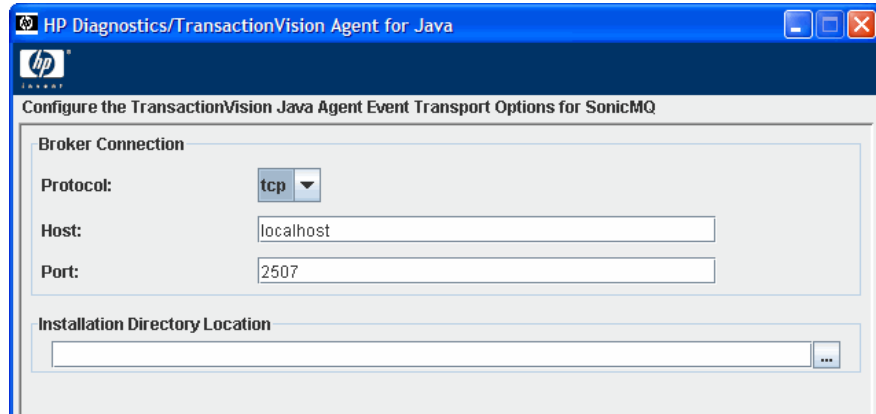 HP Diagnostics/TransactionVision Agent for Java
hp
invent
Configure the TransactionVision Java Agent Event Transport Options for SonicMQ
Broker Connection
Protocol: tcp
Host: localhost
Port: 2507
Installation Directory Location
...